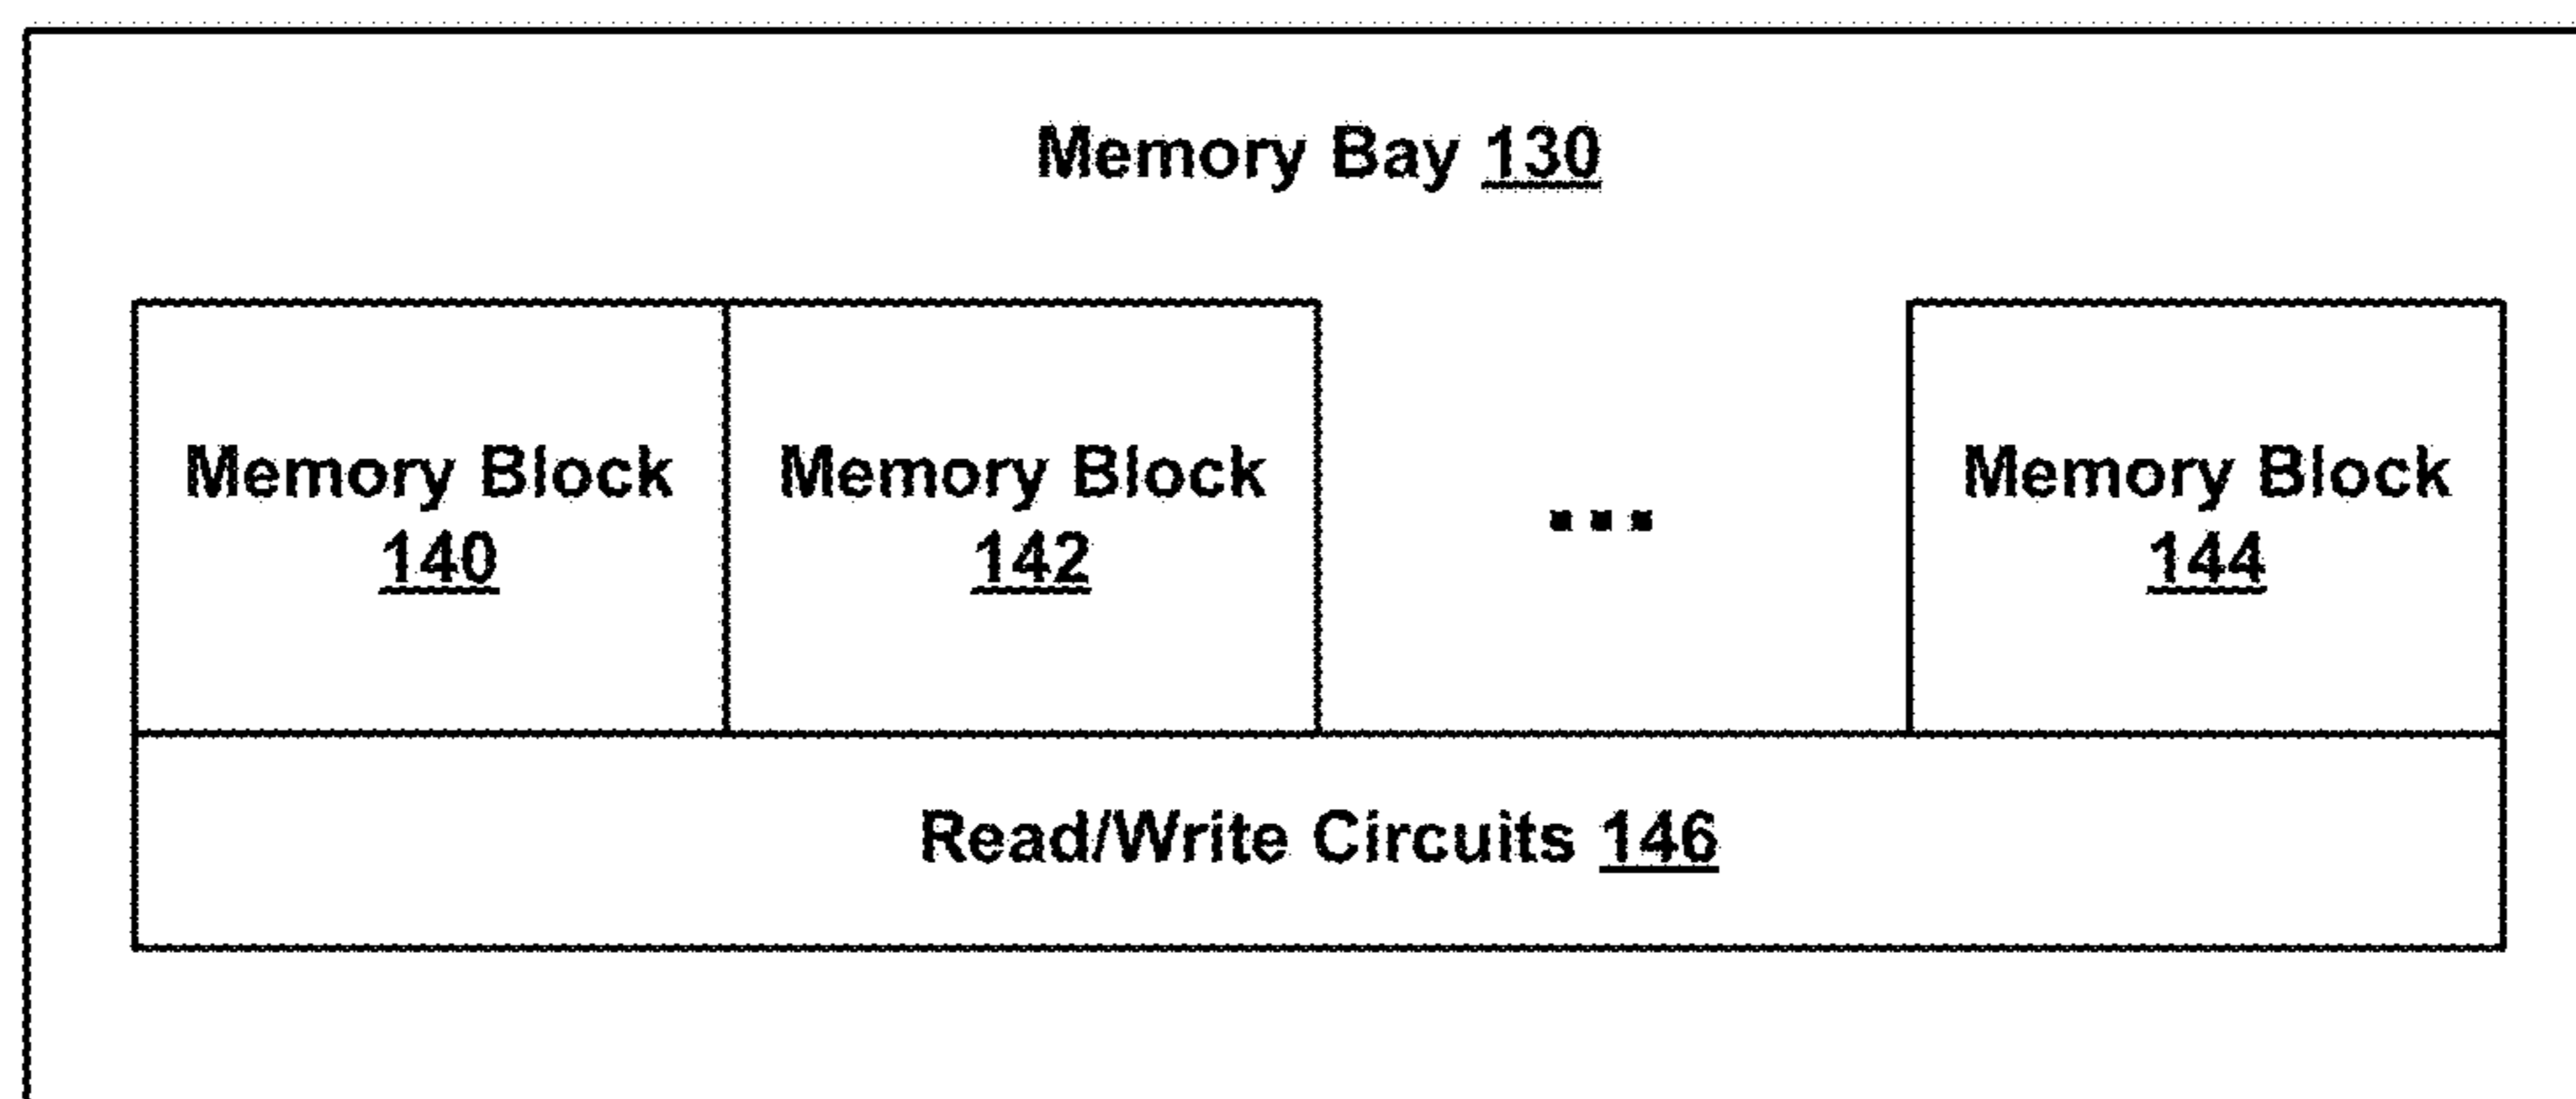 Memory Bay 130
Memory Block
140
Memory Block
142
...
Memory Block
144
Read/Write Circuits 146